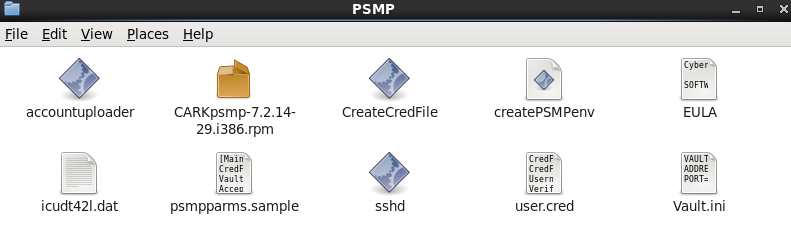 PSMP
File Edit View Places Help
Cyber
SOFTW
accountuploader CARKpsmp-7.2.14-29.i386.rpm CreateCredFile createPSMPenv EULA
[Main
CredF
Vault
Accep
CredF
CredF
Usern
Verif
VAULT
ADDRE
PORT=
icudt42l.dat psmpparms.sample sshd user.cred Vault.ini